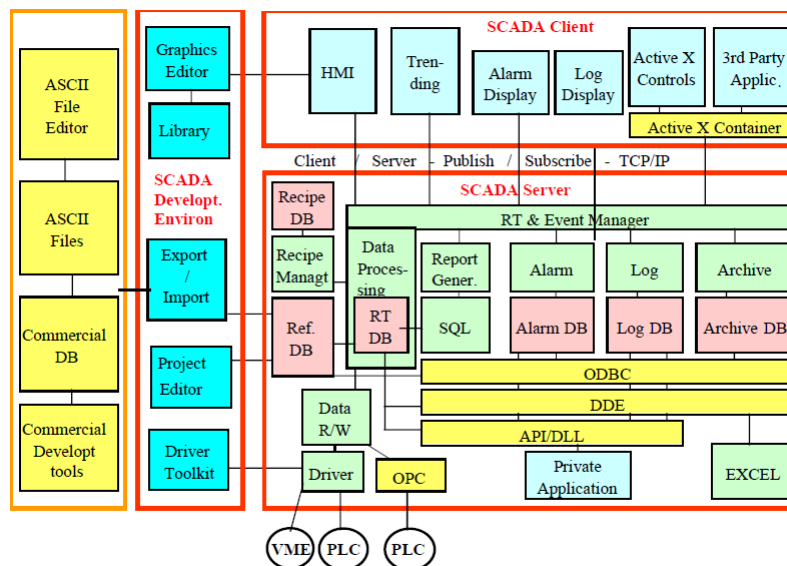 ASCII
File
Editor
ASCII
Files
Commercial
DB
Commercial
Developt
tools
Graphics
Editor
Library
SCADA
Developt.
Environ
Export
/
Import
Project
Editor
Driver
Toolkit
SCADA Client
HMI
Tren-
ding
Alarm
Display
Log
Display
Active X
Controls
3rd Party
Applic.
Active X Container
Client / Server - Publish / Subscribe - TCP/IP
SCADA Server
Recipe
DB
RT & Event Manager
Recipe
Managt
Data
Proces-
sing
Report
Gener.
Alarm
Log
Archive
Ref.
DB
RT
DB
SQL
Alarm DB
Log DB
Archive DB
ODBC
DDE
API/DLL
Data
R/W
Driver
OPC
Private
Application
EXCEL
VME
PLC
PLC